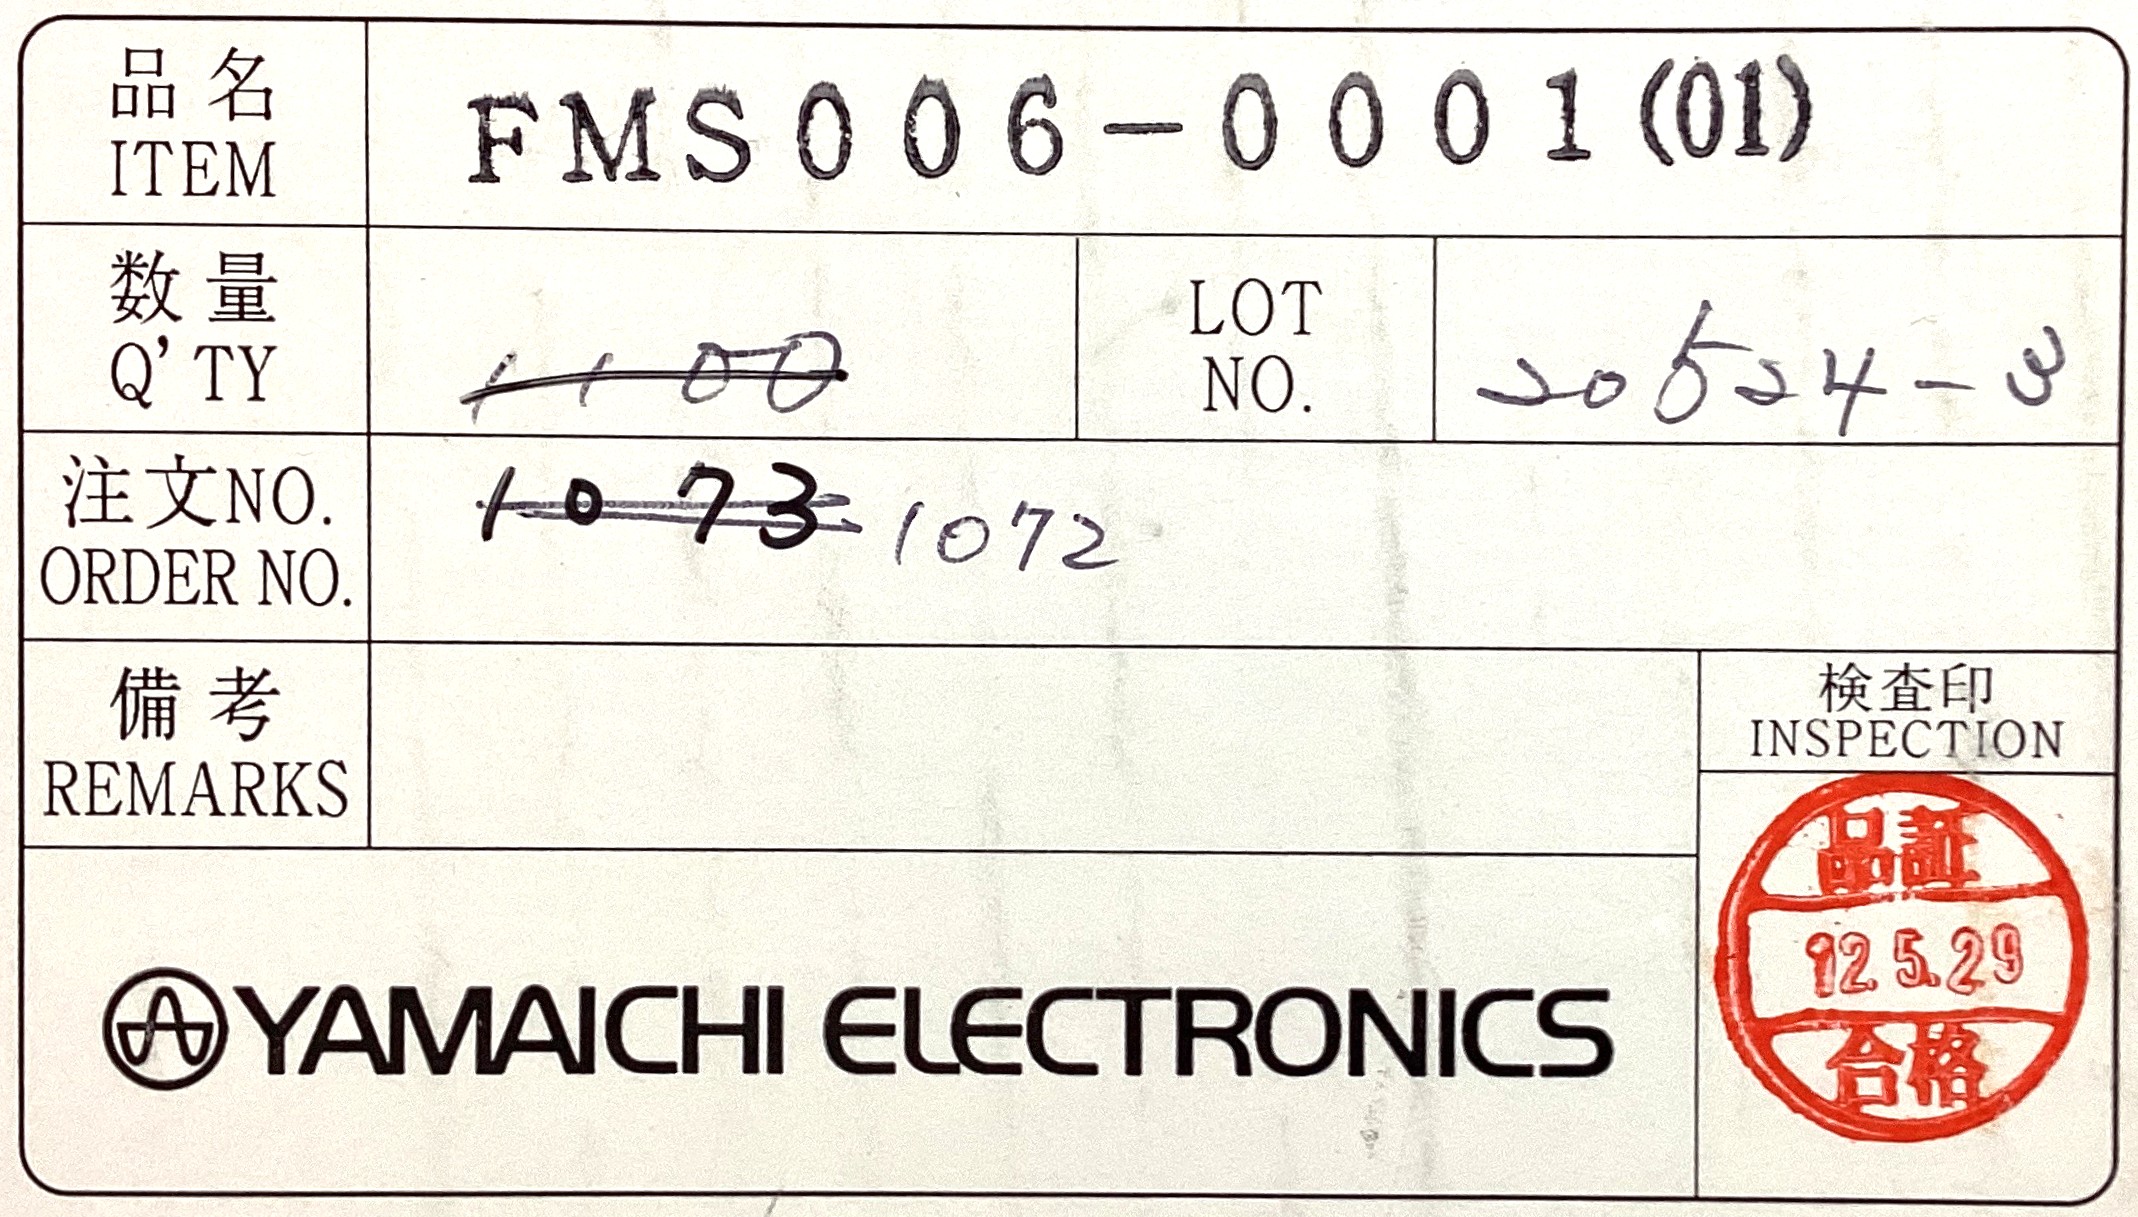 品名 FMS006-0001(01)
ITEM
数量 1100 LOT 20524-3
Q'TY NO.
注文NO. 1073 1072
ORDER NO.
備考
REMARKS
検査印
INSPECTION
品証
12.5.29
合格
YAMAICHI ELECTRONICS